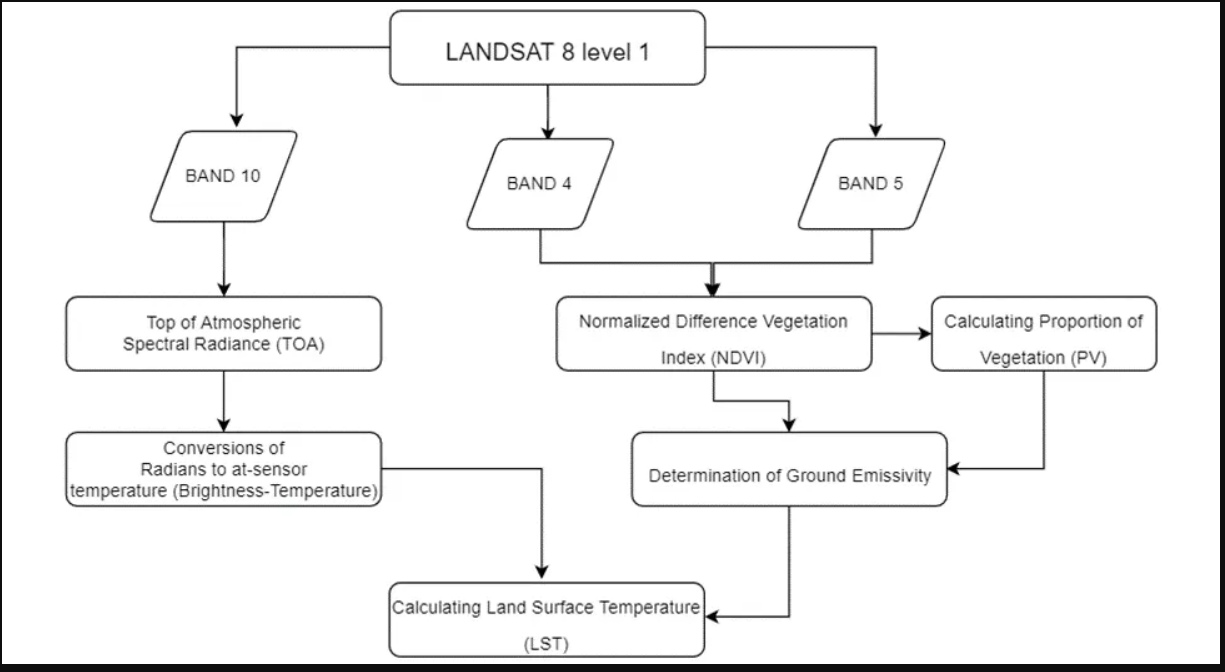 LANDSAT 8 level 1
BAND 10
BAND 4
BAND 5
Top of Atmospheric
Spectral Radiance (TOA)
Normalized Difference Vegetation
Index (NDVI)
Calculating Proportion of
Vegetation (PV)
Conversions of
Radians to at-sensor
temperature (Brightness-Temperature)
Determination of Ground Emissivity
Calculating Land Surface Temperature
(LST)